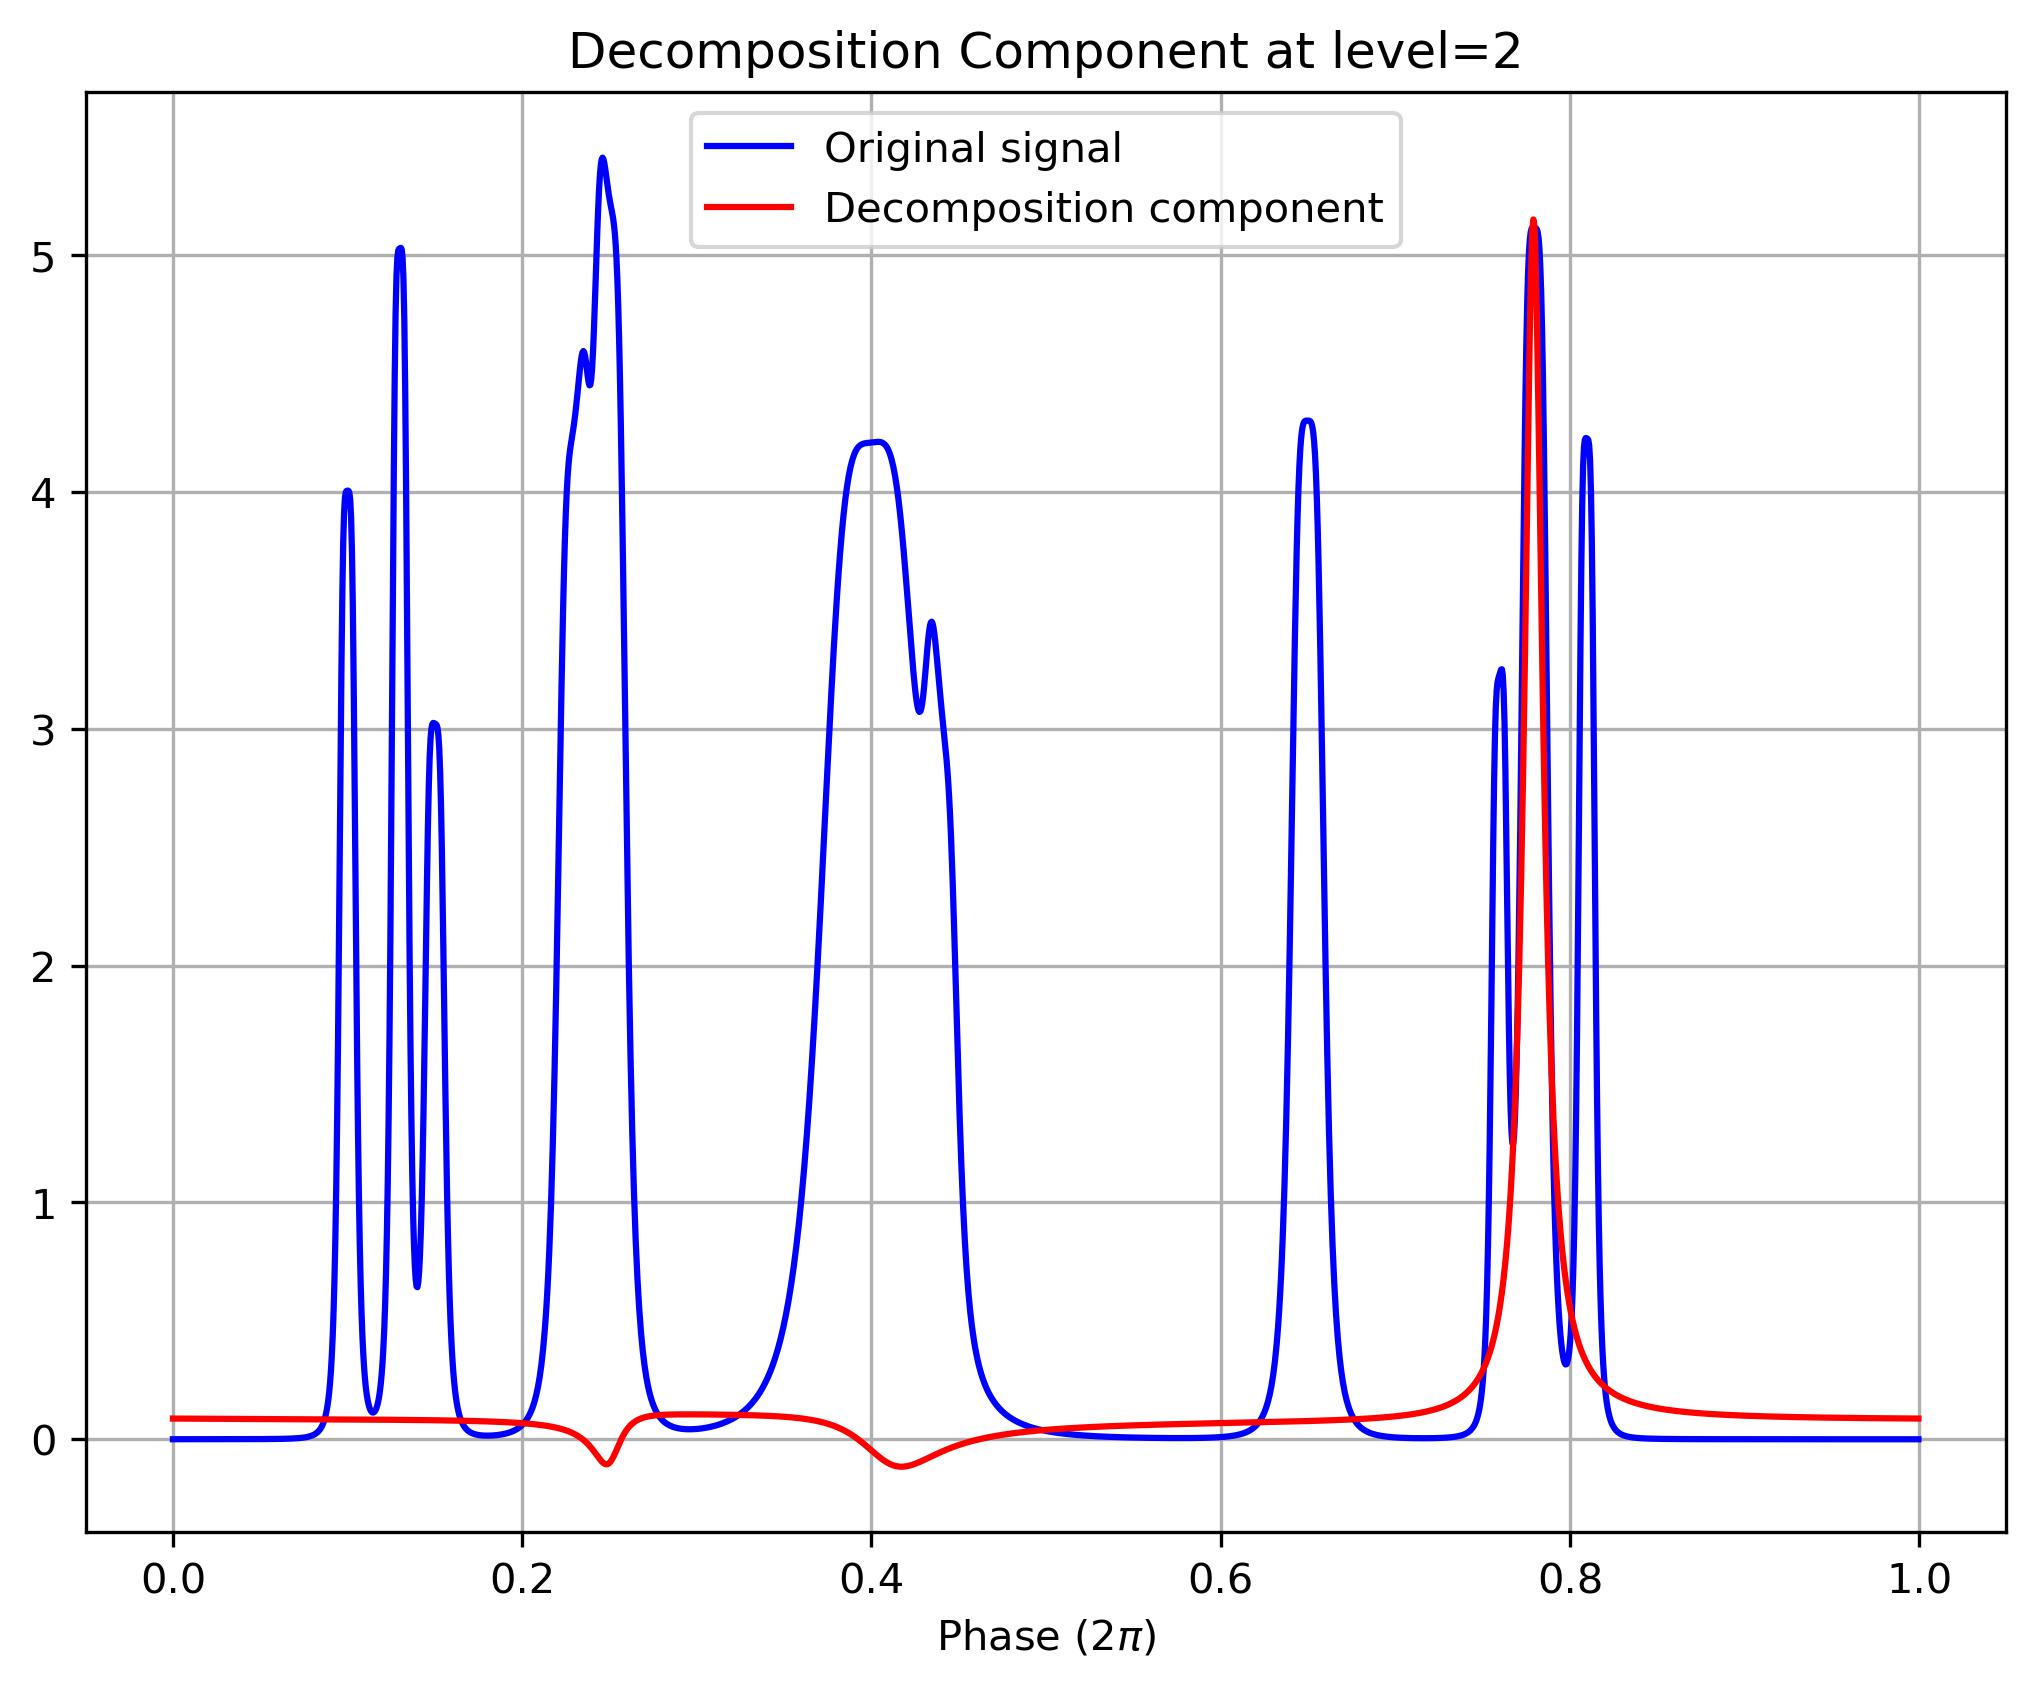 Decomposition Component at level=2
Original signal
Decomposition component
5
4
3
2
1
0
0.0 0.2 0.4 0.6 0.8 1.0
Phase (2π)